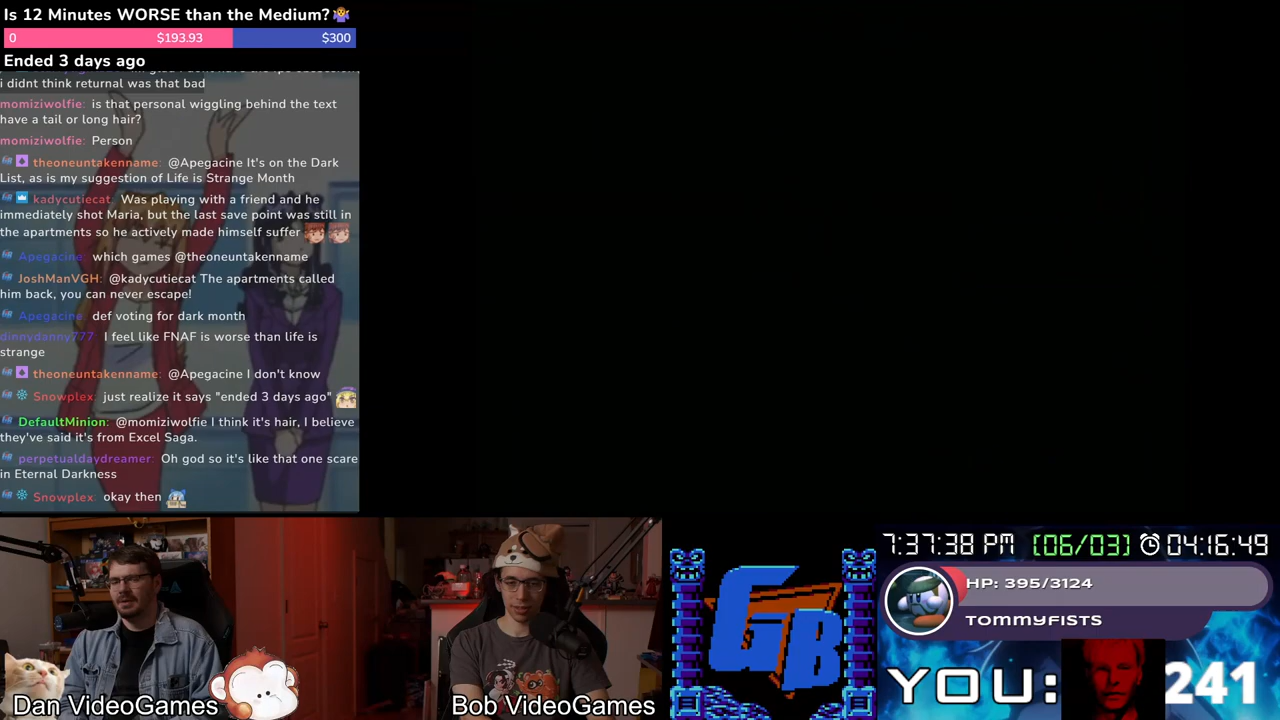 Is 12 Minutes WORSE than the Medium?🤷
0 $193.93 $300
Ended 3 days ago
i didnt think returnal was that bad
momiziwolfie: is that personal wiggling behind the text
have a tail or long hair?
momiziwolfie: Person
theoneuntakenname: @Apegacine It's on the Dark
List, as is my suggestion of Life is Strange Month
kadycutiecat: Was playing with a friend and he
immediately shot Maria, but the last save point was still in
the apartments so he actively made himself suffer
Apegacine: which games @theoneuntakenname
JoshManVGH: @kadycutiecat The apartments called
him back, you can never escape!
Apegacine: def voting for dark month
dinnydanny777: I feel like FNAF is worse than life is
strange
theoneuntakenname: @Apegacine I don't know
Snowplex: just realize it says "ended 3 days ago"
DefaultMinion: @momiziwolfie I think it's hair, I believe
they've said it's from Excel Saga.
perpetualdaydreamer: Oh god so it's like that one scare
in Eternal Darkness
Snowplex: okay then
Dan VideoGames
Bob VideoGames
GB
7:37:38 PM [06/03] 04:16:49
HP: 395/3124
TOMMYFISTS
YOU: 241